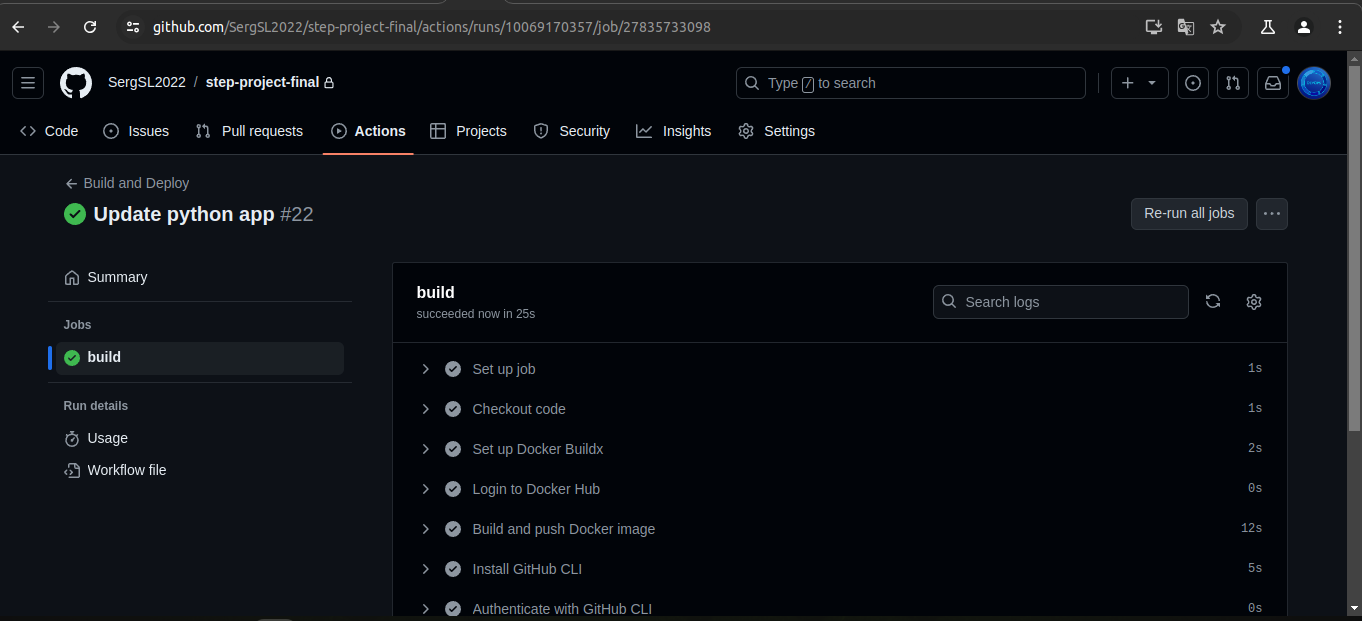 github.com/SergSL2022/step-project-final/actions/runs/10069170357/job/27835733098
SergSL2022 / step-project-final
Type / to search
Code Issues Pull requests Actions Projects Security Insights Settings
Build and Deploy
Update python app #22
Re-run all jobs
Summary
Jobs
build
Run details
Usage
Workflow file
build
succeeded now in 25s
Search logs
Set up job 1s
Checkout code 1s
Set up Docker Buildx 2s
Login to Docker Hub 0s
Build and push Docker image 12s
Install GitHub CLI 5s
Authenticate with GitHub CLI 0s